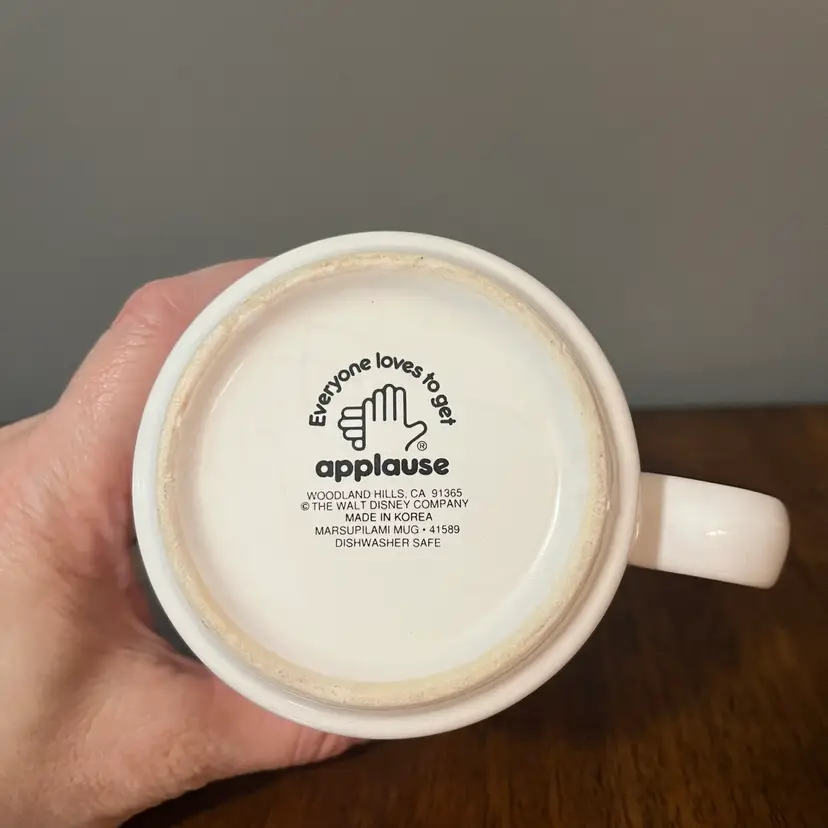 Everyone loves to get
®
applause
WOODLAND HILLS, CA 91365
© THE WALT DISNEY COMPANY
MADE IN KOREA
MARSUPILAMI MUG • 41589
DISHWASHER SAFE